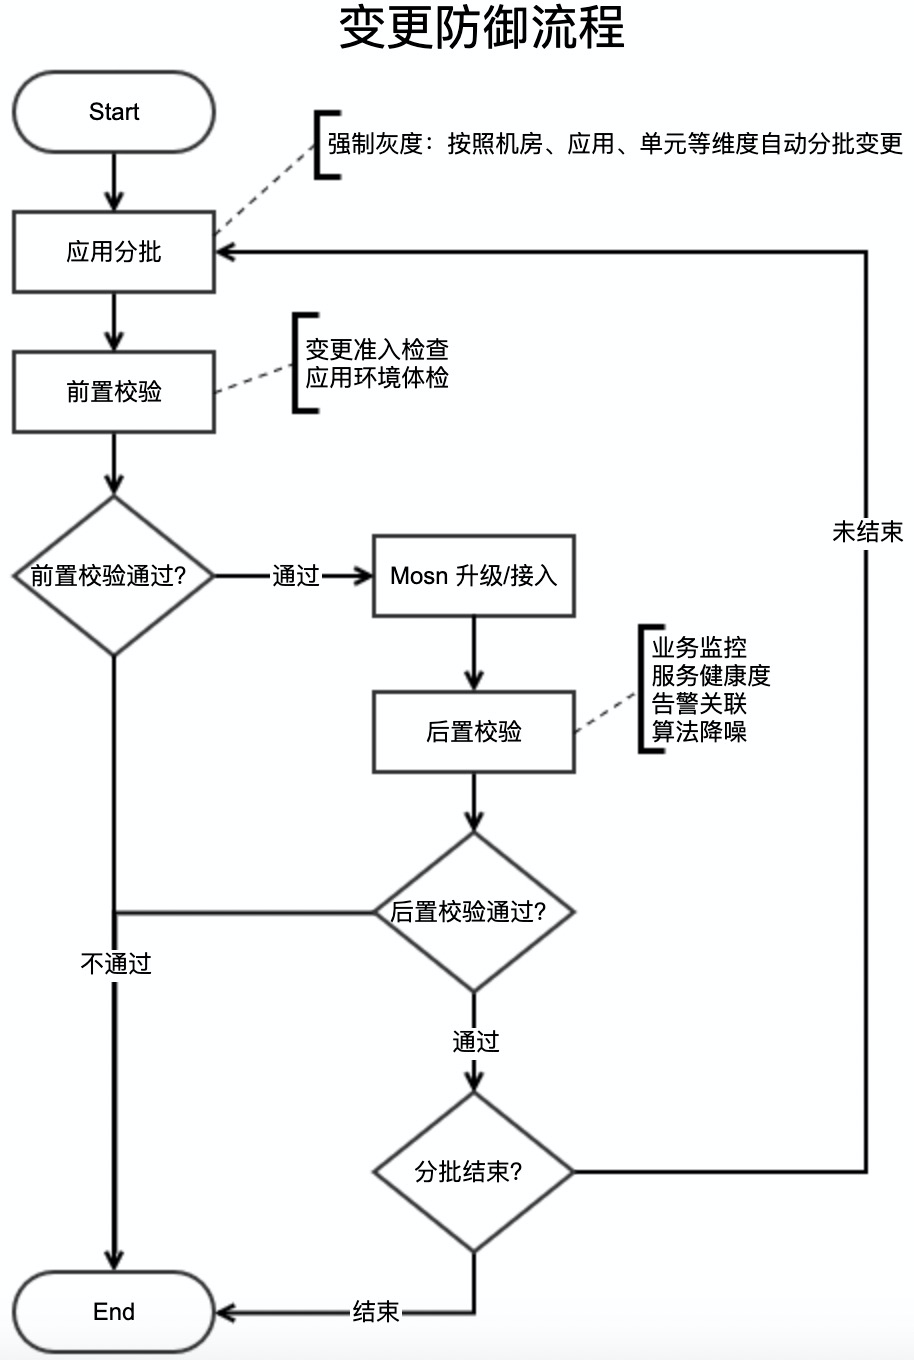 变更防御流程
Start
强制灰度：按照机房、应用、单元等维度自动分批变更
应用分批
变更准入检查
应用环境体检
前置校验
未结束
前置校验通过?
通过
Mosn 升级/接入
业务监控
服务健康度
告警关联
算法降噪
后置校验
后置校验通过?
不通过
通过
分批结束?
End
结束